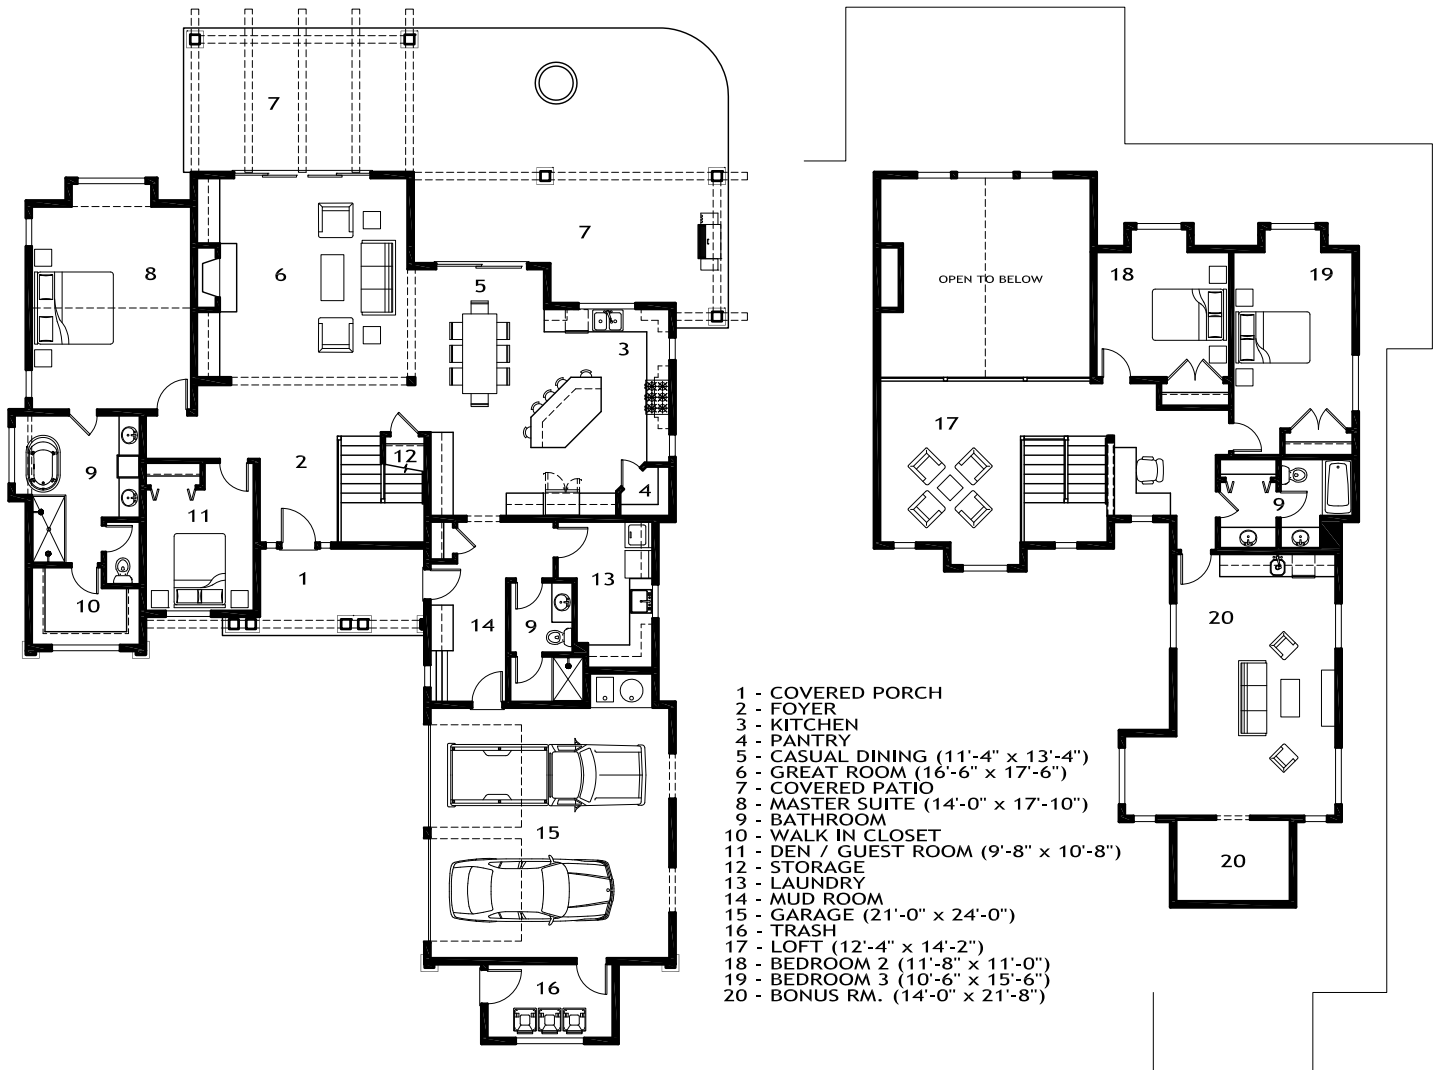 7
7
8
6
5
3
12
4
9
2
11
1
10
13
14
9
15
16
OPEN TO BELOW
18
19
17
9
20
20
1 - COVERED PORCH
2 - FOYER
3 - KITCHEN
4 - PANTRY
5 - CASUAL DINING (11'-4" x 13'-4")
6 - GREAT ROOM (16'-6" x 17'-6")
7 - COVERED PATIO
8 - MASTER SUITE (14'-0" x 17'-10")
9 - BATHROOM
10 - WALK IN CLOSET
11 - DEN / GUEST ROOM (9'-8" x 10'-8")
12 - STORAGE
13 - LAUNDRY
14 - MUD ROOM
15 - GARAGE (21'-0" x 24'-0")
16 - TRASH
17 - LOFT (12'-4" x 14'-2")
18 - BEDROOM 2 (11'-8" x 11'-0")
19 - BEDROOM 3 (10'-6" x 15'-6")
20 - BONUS RM. (14'-0" x 21'-8")